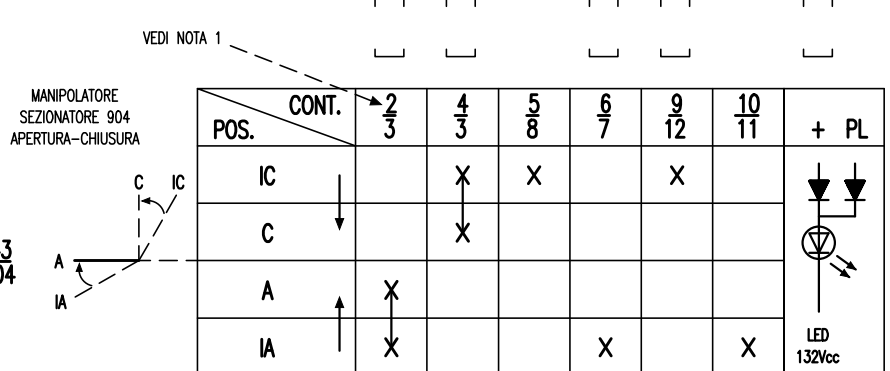 VEDI NOTA 1
MANIPOLATORE
SEZIONATORE 904
APERTURA-CHIUSURA
CONT. 2/3 4/3 5/8 6/7 9/12 10/11
POS. + PL
IC X X X
C X
A X
IA X X X
C IC
A
IA
LED
132Vcc